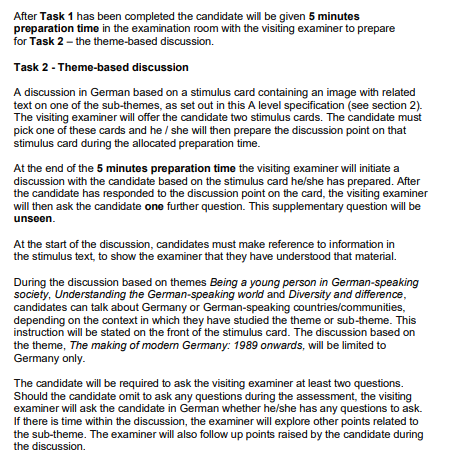 After Task 1 has been completed the candidate will be given 5 minutes
preparation time in the examination room with the visiting examiner to prepare
for Task 2 – the theme-based discussion.
Task 2 - Theme-based discussion
A discussion in German based on a stimulus card containing an image with related
text on one of the sub-themes, as set out in this A level specification (see section 2).
The visiting examiner will offer the candidate two stimulus cards. The candidate must
pick one of these cards and he / she will then prepare the discussion point on that
stimulus card during the allocated preparation time.
At the end of the 5 minutes preparation time the visiting examiner will initiate a
discussion with the candidate based on the stimulus card he/she has prepared. After
the candidate has responded to the discussion point on the card, the visiting examiner
will then ask the candidate one further question. This supplementary question will be
unseen.
At the start of the discussion, candidates must make reference to information in
the stimulus text, to show the examiner that they have understood that material.
During the discussion based on themes Being a young person in German-speaking
society, Understanding the German-speaking world and Diversity and difference,
candidates can talk about Germany or German-speaking countries/communities,
depending on the context in which they have studied the theme or sub-theme. This
instruction will be stated on the front of the stimulus card. The discussion based on
the theme, The making of modern Germany: 1989 onwards, will be limited to
Germany only.
The candidate will be required to ask the visiting examiner at least two questions.
Should the candidate omit to ask any questions during the assessment, the visiting
examiner will ask the candidate in German whether he/she has any questions to ask.
If there is time within the discussion, the examiner will explore other points related to
the sub-theme. The examiner will also follow up points raised by the candidate during
the discussion.